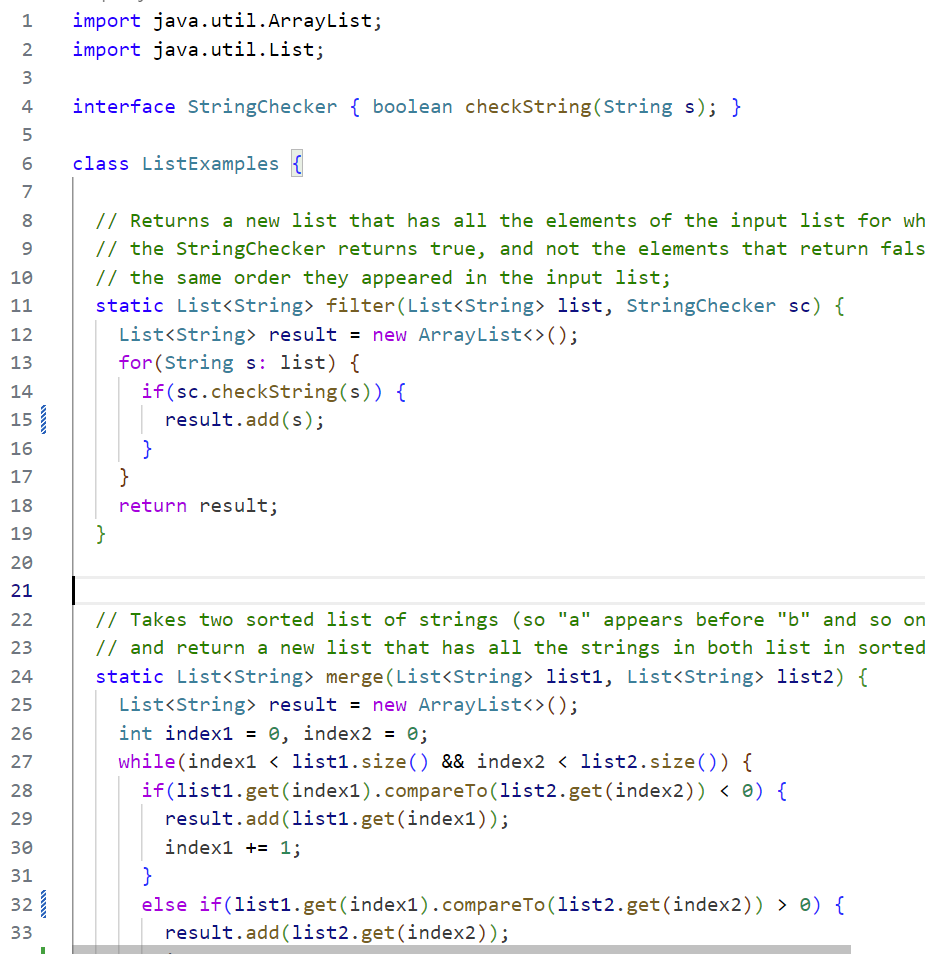 1 import java.util.ArrayList;
2 import java.util.List;
3
4 interface StringChecker { boolean checkString(String s); }
5
6 class ListExamples {
7
8   // Returns a new list that has all the elements of the input list for wh
9   // the StringChecker returns true, and not the elements that return fals
10   // the same order they appeared in the input list;
11   static List<String> filter(List<String> list, StringChecker sc) {
12     List<String> result = new ArrayList<>();
13     for(String s: list) {
14       if(sc.checkString(s)) {
15         result.add(s);
16       }
17     }
18     return result;
19   }
20
21
22   // Takes two sorted list of strings (so "a" appears before "b" and so on
23   // and return a new list that has all the strings in both list in sorted
24   static List<String> merge(List<String> list1, List<String> list2) {
25     List<String> result = new ArrayList<>();
26     int index1 = 0, index2 = 0;
27     while(index1 < list1.size() && index2 < list2.size()) {
28       if(list1.get(index1).compareTo(list2.get(index2)) < 0) {
29         result.add(list1.get(index1));
30         index1 += 1;
31       }
32       else if(list1.get(index1).compareTo(list2.get(index2)) > 0) {
33         result.add(list2.get(index2));